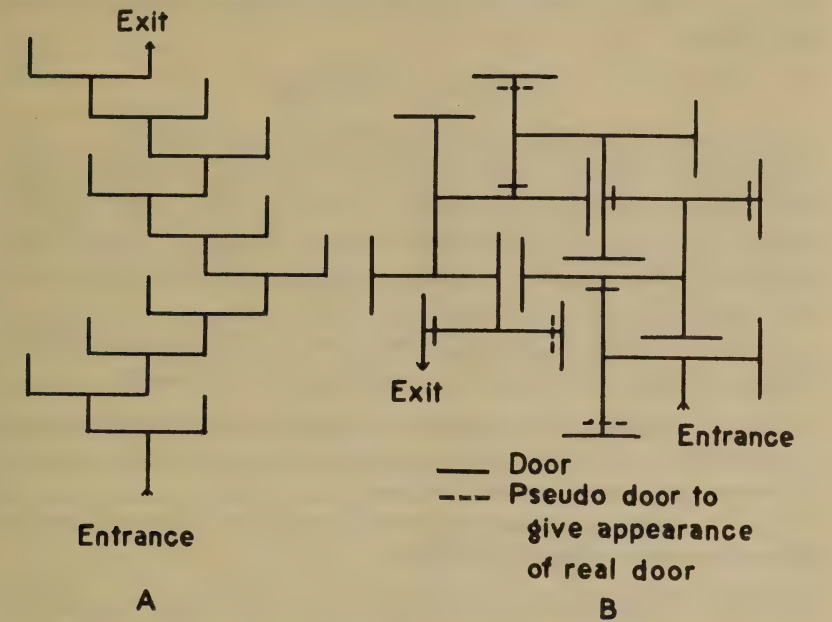 Exit
Entrance
A
Exit
Entrance
Door
Pseudo door to
give appearance
of real door
B